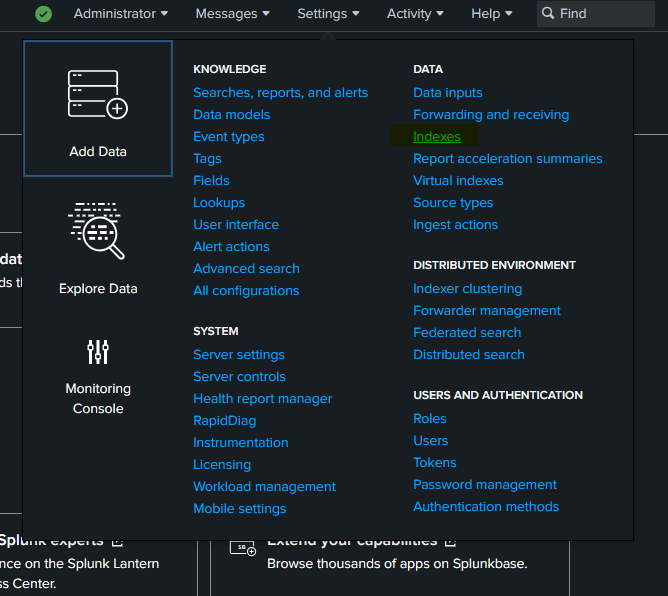 Administrator Messages Settings Activity Help Find
Add Data
Explore Data
Monitoring
Console
KNOWLEDGE
Searches, reports, and alerts
Data models
Event types
Tags
Fields
Lookups
User interface
Alert actions
Advanced search
All configurations
SYSTEM
Server settings
Server controls
Health report manager
RapidDiag
Instrumentation
Licensing
Workload management
Mobile settings
DATA
Data inputs
Forwarding and receiving
Indexes
Report acceleration summaries
Virtual indexes
Source types
Ingest actions
DISTRIBUTED ENVIRONMENT
Indexer clustering
Forwarder management
Federated search
Distributed search
USERS AND AUTHENTICATION
Roles
Users
Tokens
Password management
Authentication methods
dat
ds th
Splunk experts
nce on the Splunk Lantern
ss Center.
Extend your capabilities
Browse thousands of apps on Splunkbase.